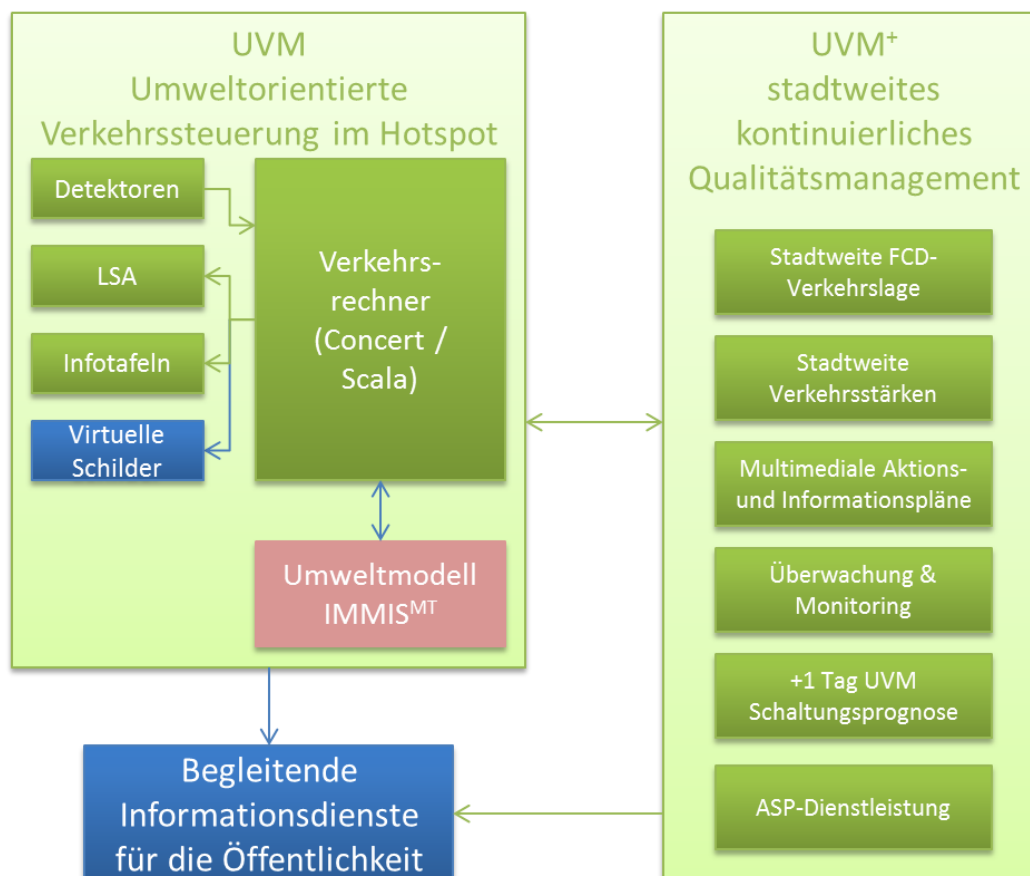 UVM
Umweltorientierte
Verkehrssteuerung im Hotspot
Detektoren
LSA
Infotafeln
Virtuelle
Schilder
Verkehrs-
rechner
(Concert /
Scala)
Umweltmodell
IMMISᴹᵀ
Begleitende
Informationsdienste
für die Öffentlichkeit
UVM⁺
stadtweites
kontinuierliches
Qualitätsmanagement
Stadtweite FCD-
Verkehrslage
Stadtweite
Verkehrsstärken
Multimediale Aktions-
und Informationspläne
Überwachung &
Monitoring
+1 Tag UVM
Schaltungsprognose
ASP-Dienstleistung